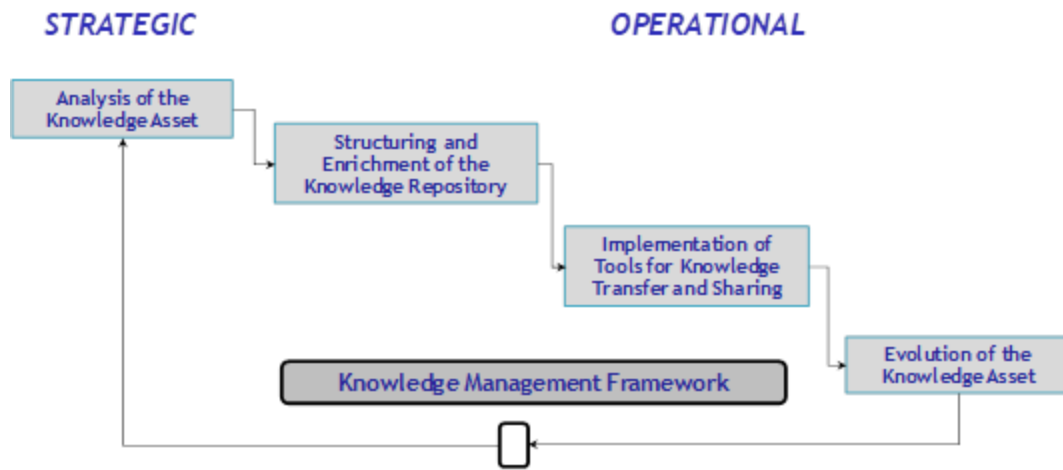 STRATEGIC
OPERATIONAL
Analysis of the
Knowledge Asset
Structuring and
Enrichment of the
Knowledge Repository
Implementation of
Tools for Knowledge
Transfer and Sharing
Evolution of the
Knowledge Asset
Knowledge Management Framework